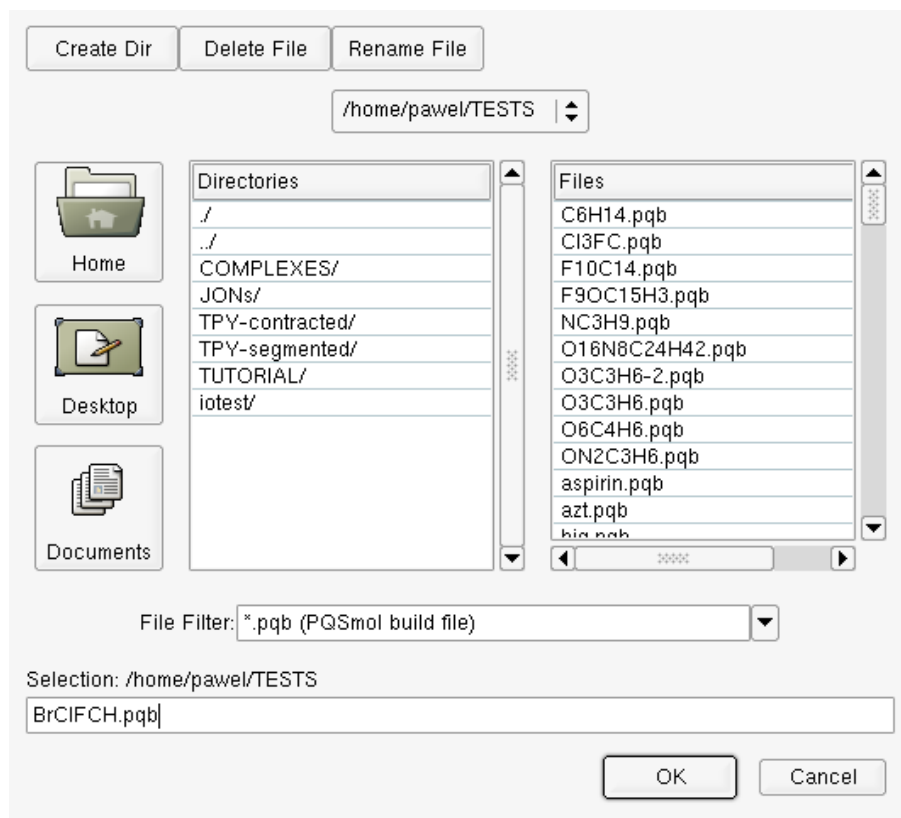 Create Dir Delete File Rename File
/home/pawel/TESTS
Home
Desktop
Documents
Directories
./
../
COMPLEXES/
JONs/
TPY-contracted/
TPY-segmented/
TUTORIAL/
iotest/
Files
C6H14.pqb
Cl3FC.pqb
F10C14.pqb
F9OC15H3.pqb
NC3H9.pqb
O16N8C24H42.pqb
O3C3H6-2.pqb
O3C3H6.pqb
O6C4H6.pqb
ON2C3H6.pqb
aspirin.pqb
azt.pqb
File Filter: *.pqb (PQSmol build file)
Selection: /home/pawel/TESTS
BrClFCH.pqb
OK Cancel